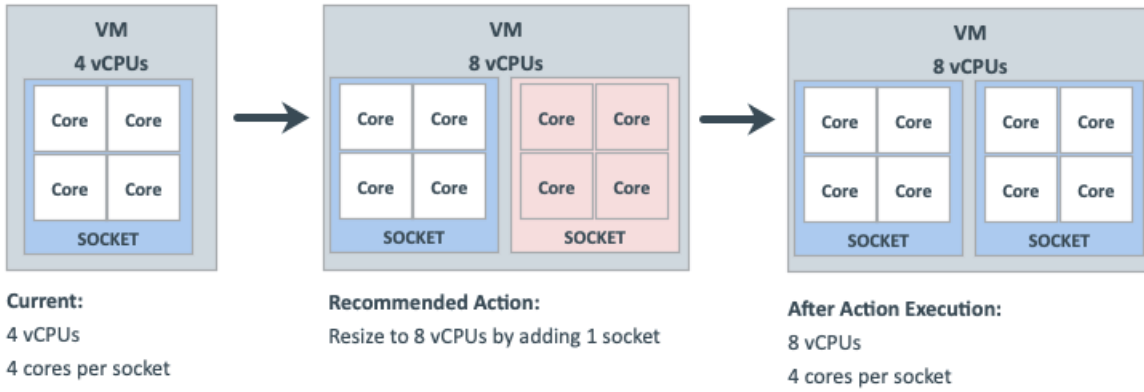 VM
4 vCPUs
Core Core
Core Core
SOCKET
VM
8 vCPUs
Core Core Core Core
Core Core Core Core
SOCKET SOCKET
VM
8 vCPUs
Core Core Core Core
Core Core Core Core
SOCKET SOCKET
Current:
4 vCPUs
4 cores per socket
Recommended Action:
Resize to 8 vCPUs by adding 1 socket
After Action Execution:
8 vCPUs
4 cores per socket